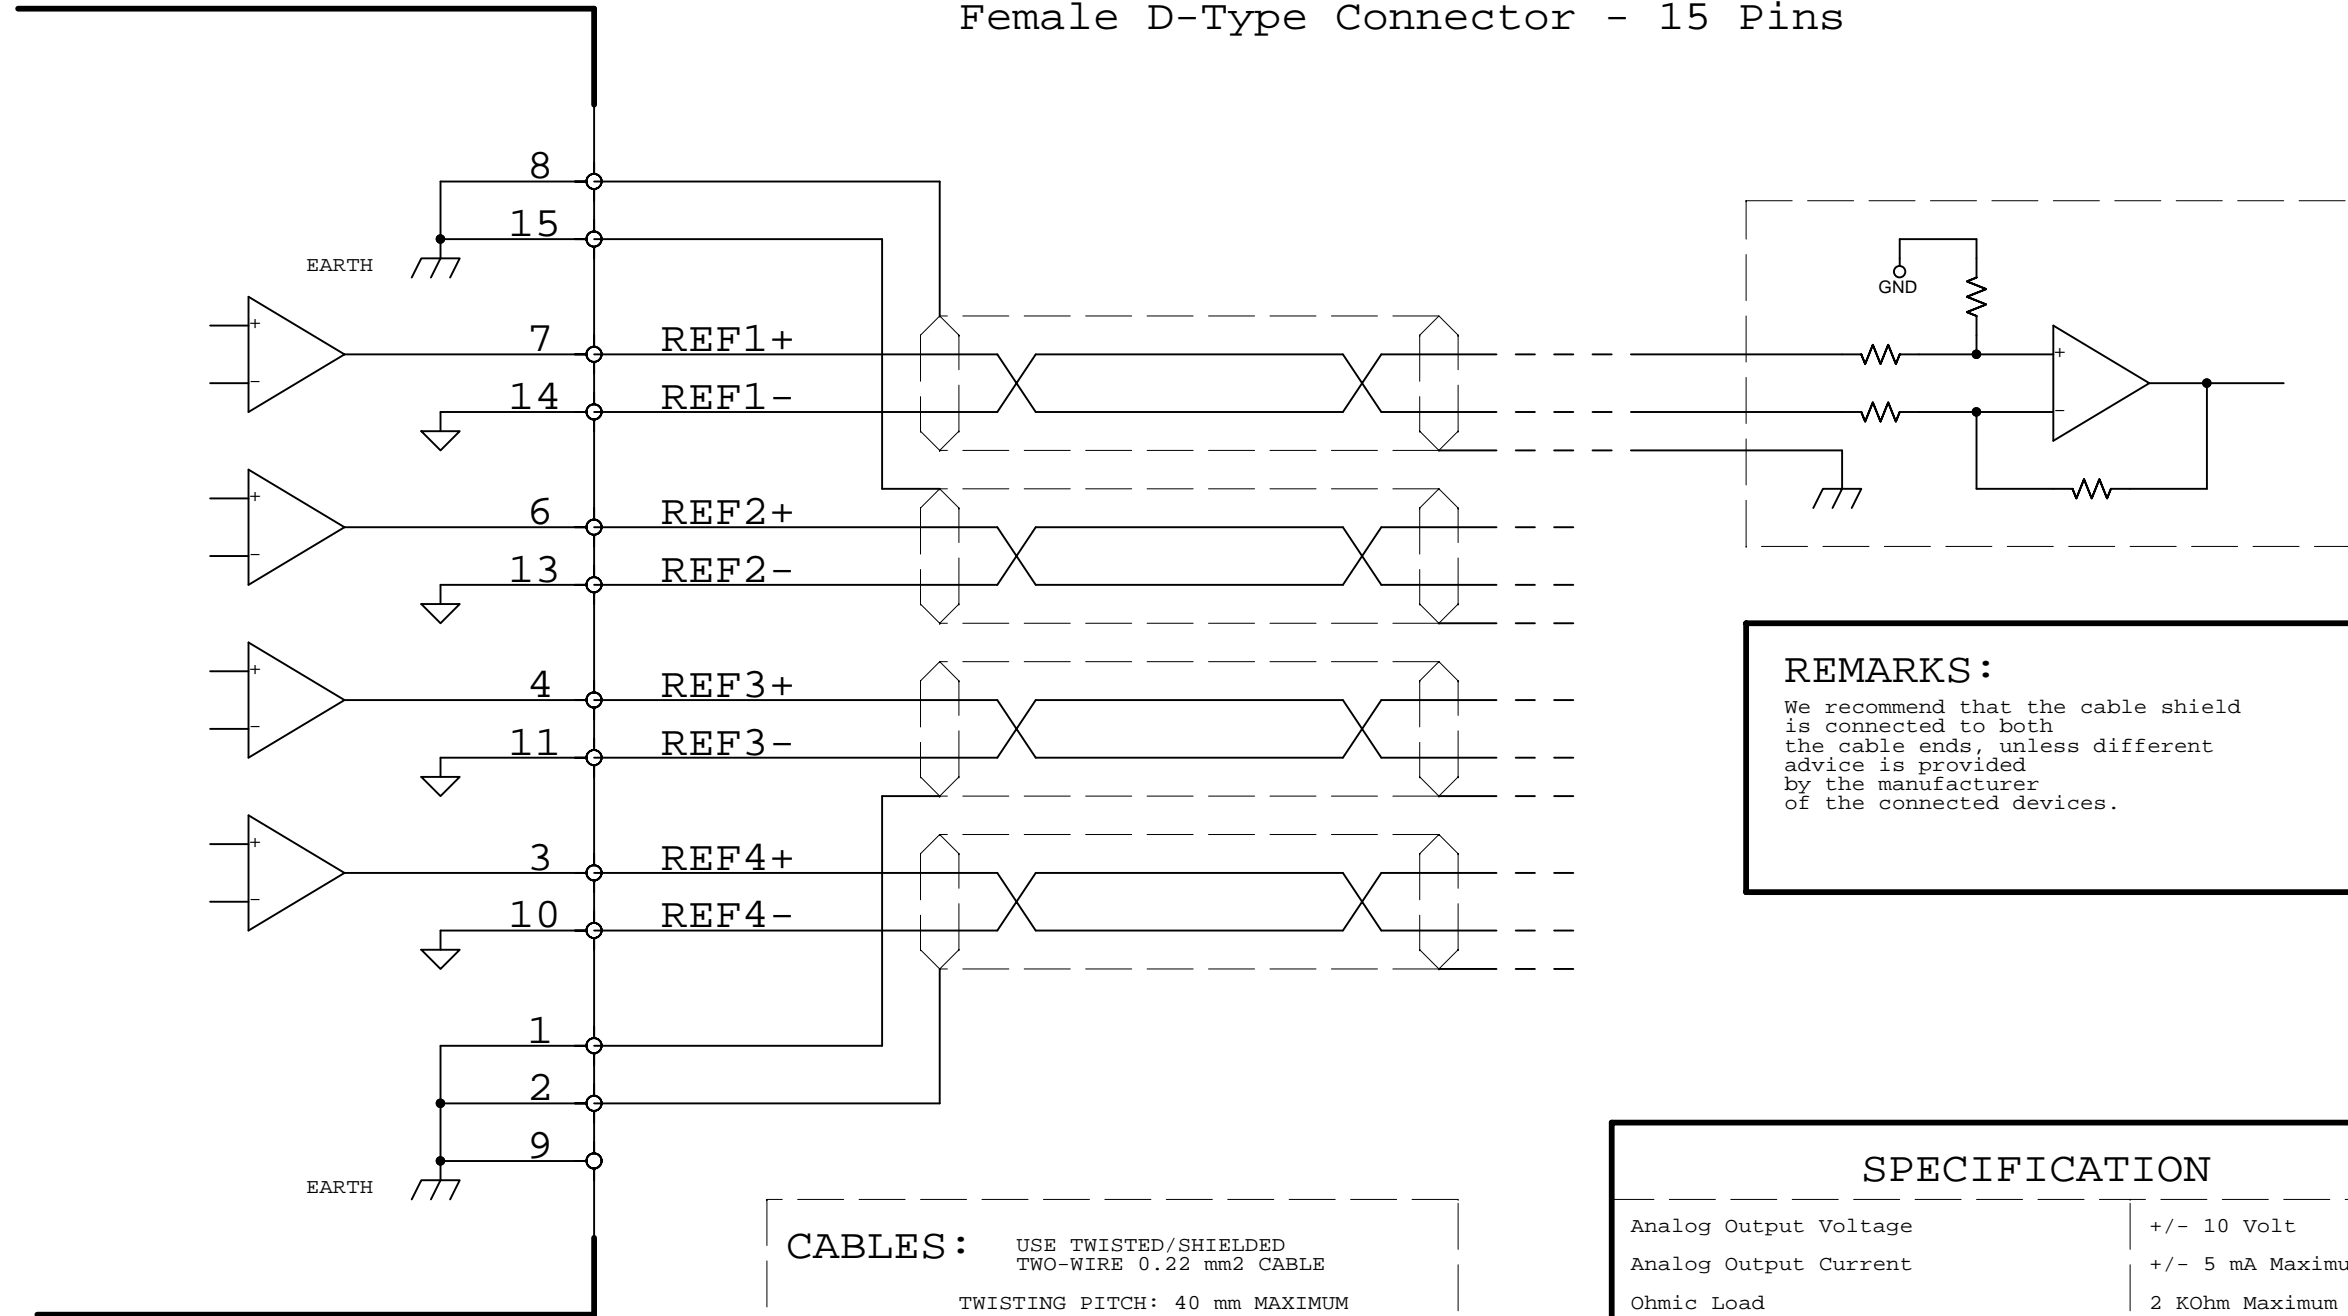 Female D-Type Connector - 15 Pins
8
15
EARTH
GND
+
7
REF1+
+
-
14
REF1-
-
+
6
REF2+
-
13
REF2-
+
4
REF3+
-
11
REF3-
REMARKS:
We recommend that the cable shield
is connected to both
the cable ends, unless different
advice is provided
by the manufacturer
of the connected devices.
+
3
REF4+
-
10
REF4-
1
2
9
EARTH
CABLES:
USE TWISTED/SHIELDED
TWO-WIRE 0.22 mm2 CABLE
TWISTING PITCH: 40 mm MAXIMUM
SPECIFICATION
Analog Output Voltage +/- 10 Volt
Analog Output Current +/- 5 mA Maximu
Ohmic Load 2 KOhm Maximum